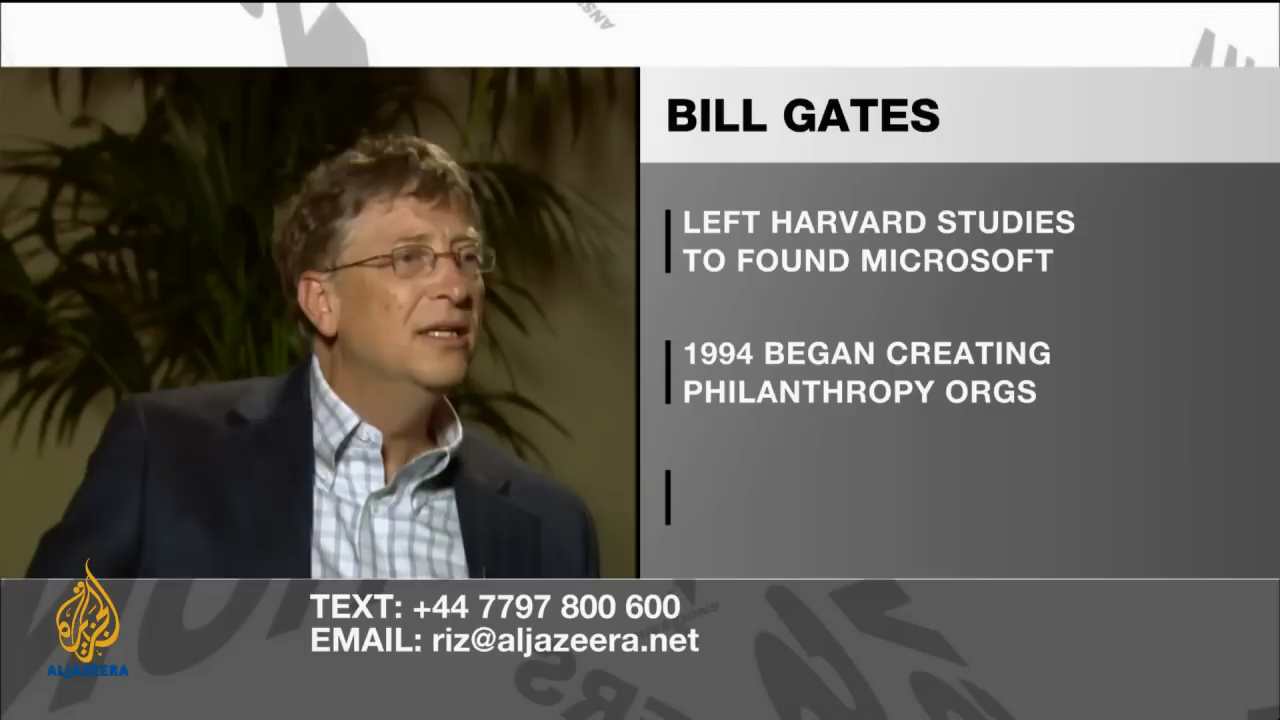 BILL GATES
LEFT HARVARD STUDIES
TO FOUND MICROSOFT
1994 BEGAN CREATING
PHILANTHROPY ORGS
TEXT: +44 7797 800 600
EMAIL: riz@aljazeera.net
الجزيرة
ALJAZEERA